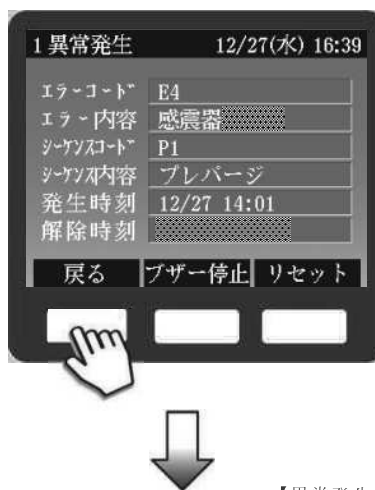 1 異常発生 12/27(水) 16:39
ｴﾗｰｺｰﾄﾞ E4
エラー内容 感震器
ｼｰｹﾝｽｺｰﾄﾞ P1
ｼｰｹﾝｽ内容 プレパージ
発生時刻 12/27 14:01
解除時刻
戻る ブザー停止 リセット